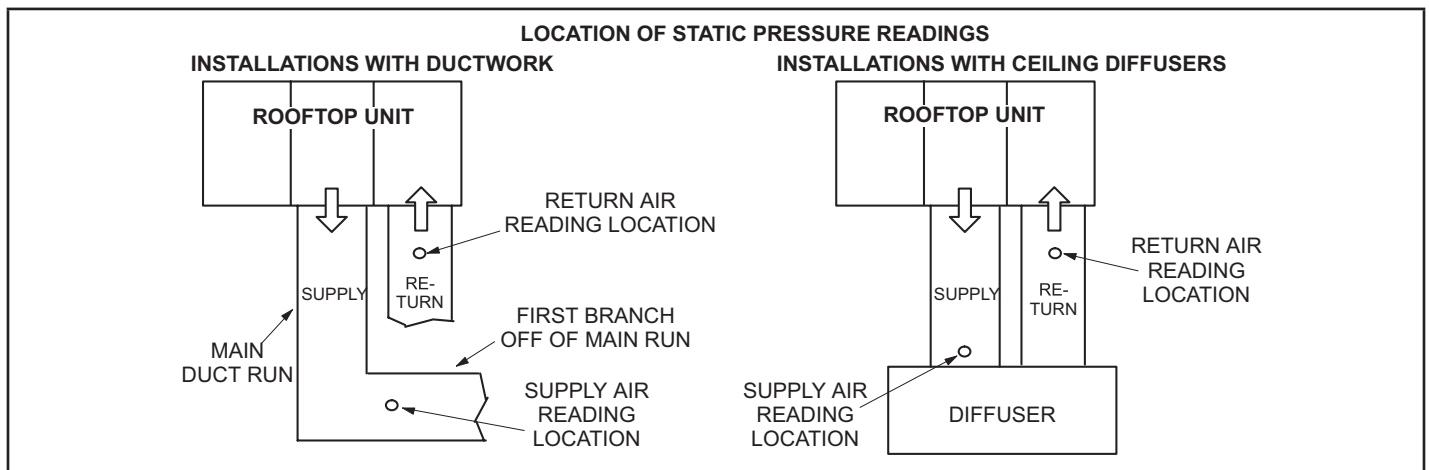 LOCATION OF STATIC PRESSURE READINGS
INSTALLATIONS WITH DUCTWORK
ROOFTOP UNIT
RETURN AIR
READING LOCATION
SUPPLY
RE-
TURN
FIRST BRANCH
OFF OF MAIN RUN
MAIN
DUCT RUN
SUPPLY AIR
READING
LOCATION
INSTALLATIONS WITH CEILING DIFFUSERS
ROOFTOP UNIT
RETURN AIR
READING
LOCATION
SUPPLY
RE-
TURN
SUPPLY AIR
READING
LOCATION
DIFFUSER